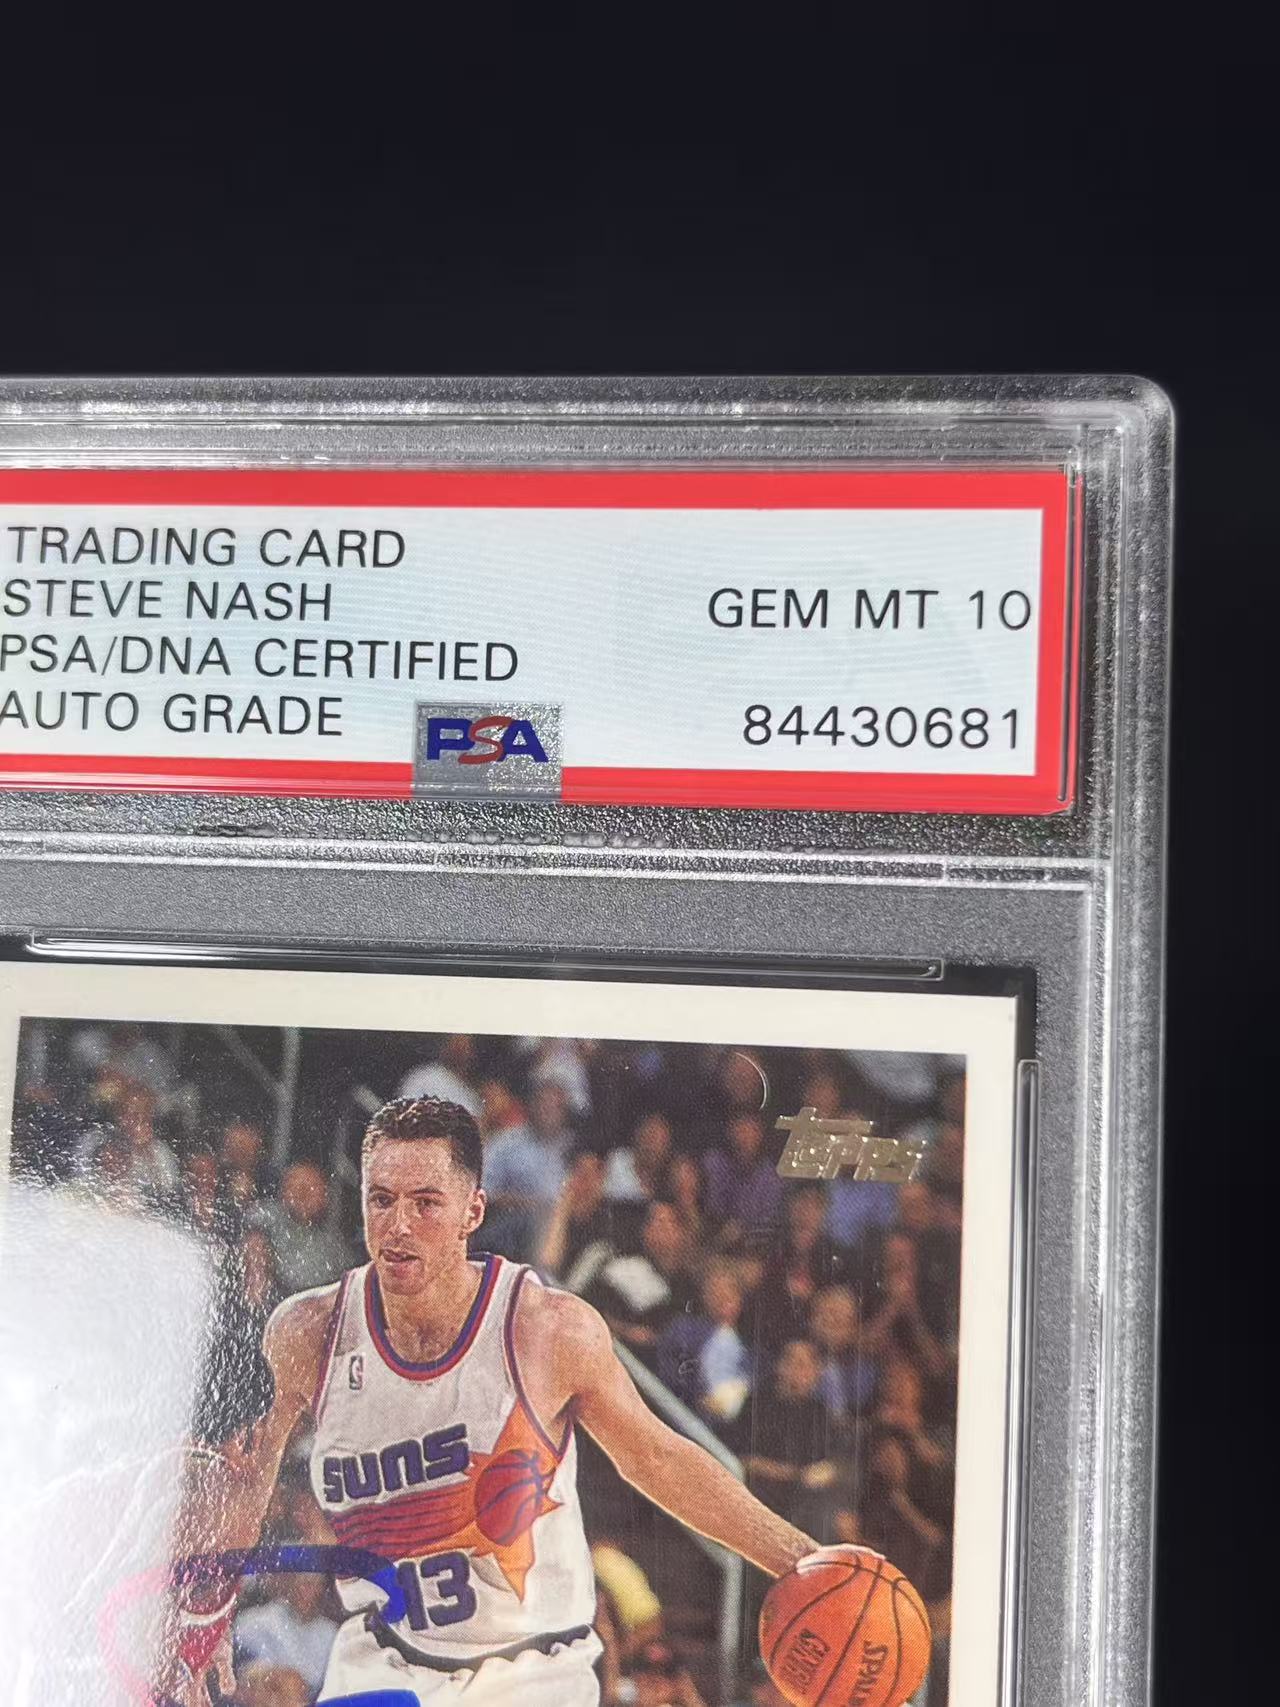 TRADING CARD
STEVE NASH
PSA/DNA CERTIFIED
AUTO GRADE
GEM MT 10
84430681
PSA
TOPPS
SUNS
13